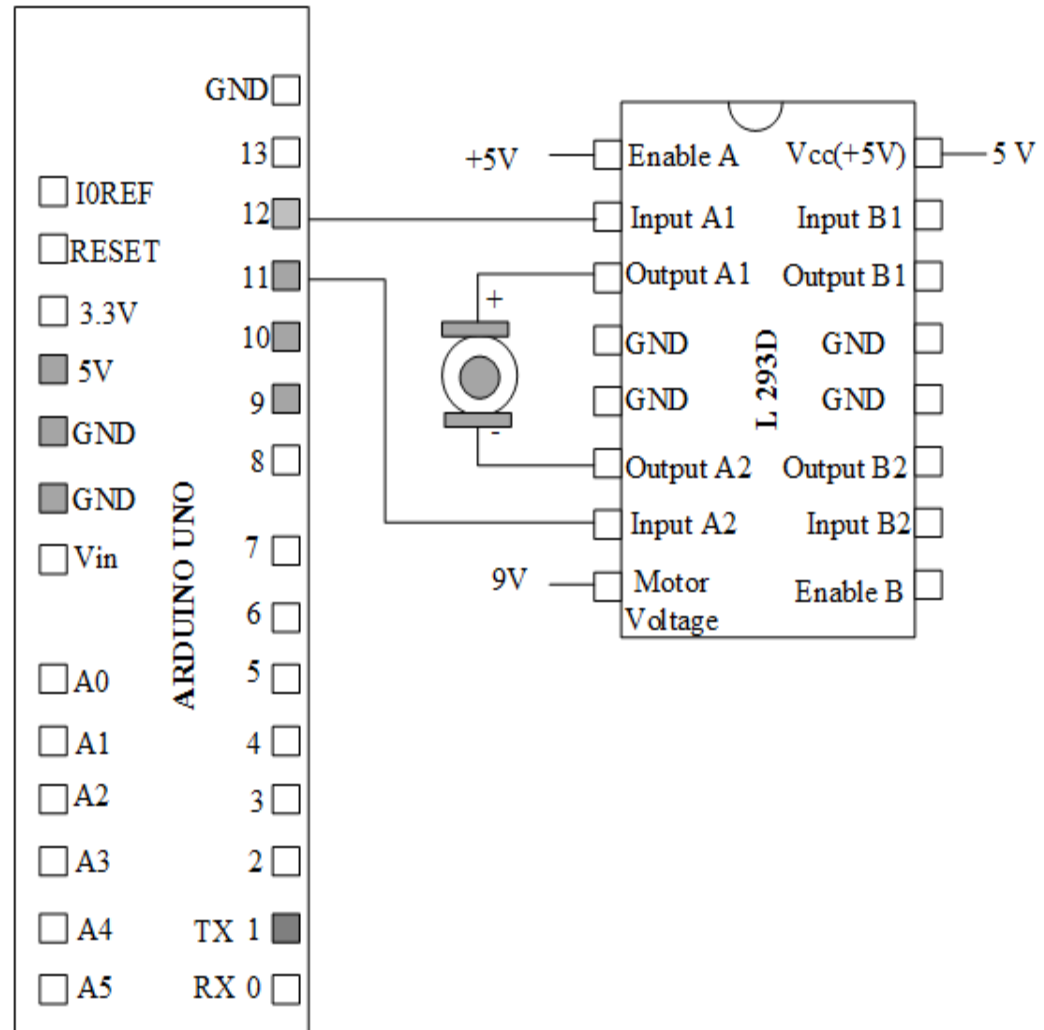 GND
13
12
11
10
9
8
7
6
5
4
3
2
TX 1
RX 0
I0REF
RESET
3.3V
5V
GND
GND
Vin
A0
A1
A2
A3
A4
A5
ARDUINO UNO
+5V
9V
+
-
Enable A
Input A1
Output A1
GND
GND
Output A2
Input A2
Motor
Voltage
L 293D
Vcc(+5V)
Input B1
Output B1
GND
GND
Output B2
Input B2
Enable B
5 V